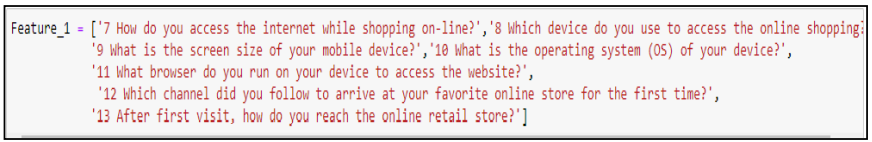 Feature_1 = ['7 How do you access the internet while shopping on-line?','8 Which device do you use to access the online shopping?
'9 What is the screen size of your mobile device?','10 What is the operating system (OS) of your device?',
'11 What browser do you run on your device to access the website?',
'12 Which channel did you follow to arrive at your favorite online store for the first time?',
'13 After first visit, how do you reach the online retail store?']